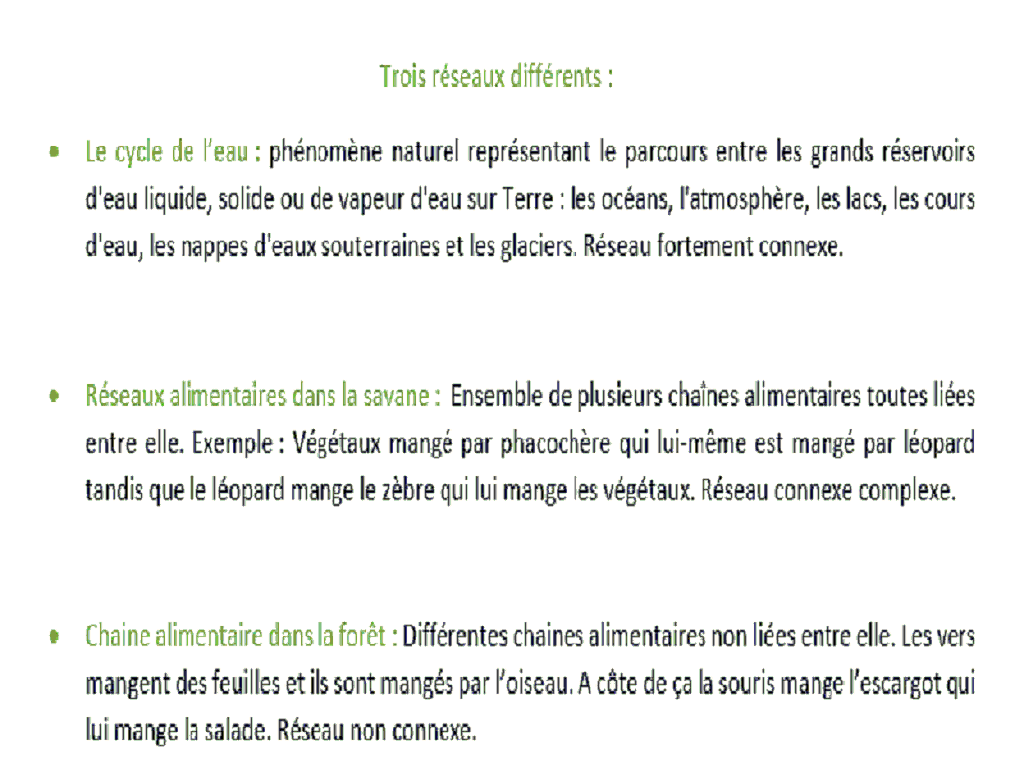 Trois réseaux différents :
• Le cycle de l'eau : phénomène naturel représentant le parcours entre les grands réservoirs
d'eau liquide, solide ou de vapeur d'eau sur Terre : les océans, l'atmosphère, les lacs, les cours
d'eau, les nappes d'eaux souterraines et les glaciers. Réseau fortement connexe.
• Réseaux alimentaires dans la savane : Ensemble de plusieurs chaînes alimentaires toutes liées
entre elle. Exemple : Végétaux mangé par phacochère qui lui-même est mangé par léopard
tandis que le léopard mange le zèbre qui lui mange les végétaux. Réseau connexe complexe.
• Chaine alimentaire dans la forêt : Différentes chaines alimentaires non liées entre elle. Les vers
mangent des feuilles et ils sont mangés par l'oiseau. A côte de ça la souris mange l'escargot qui
lui mange la salade. Réseau non connexe.